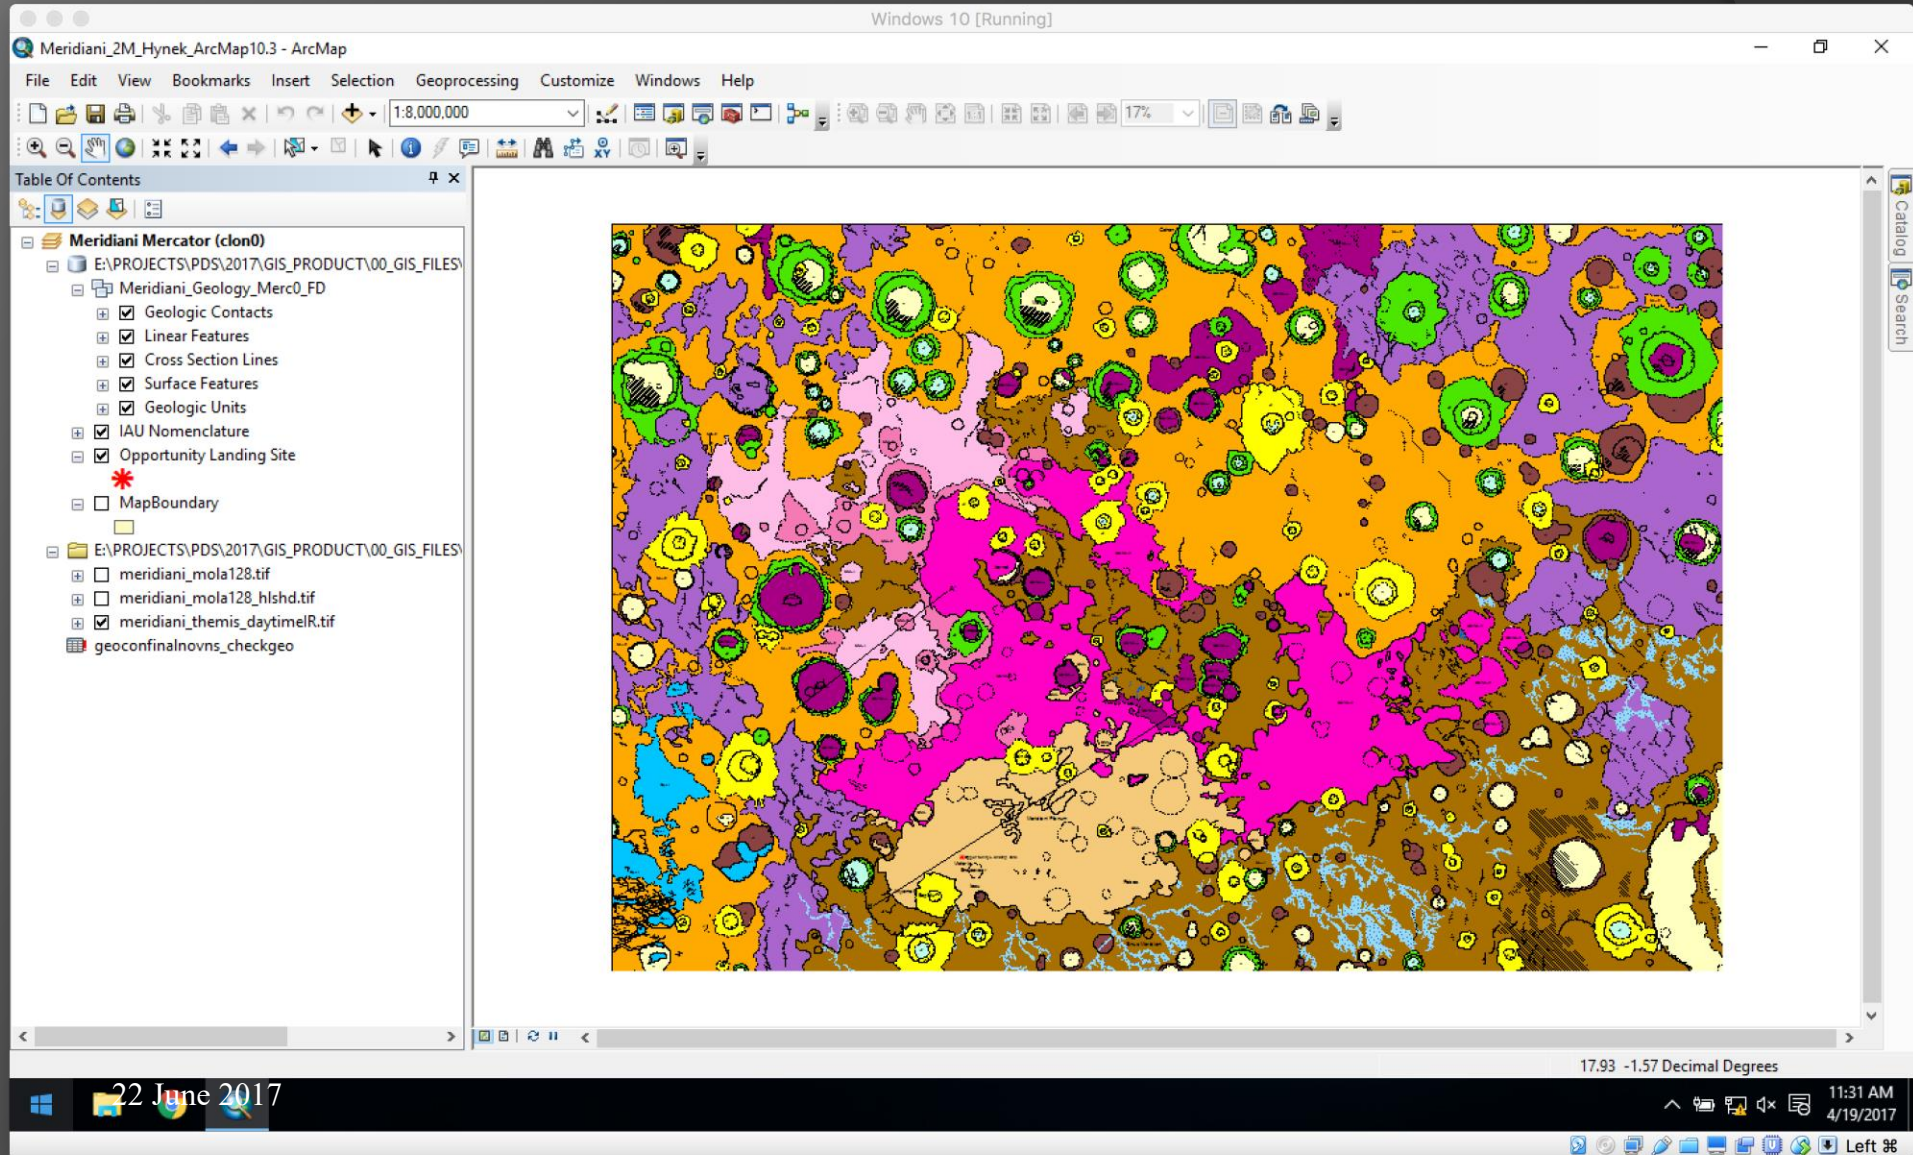 Windows 10 [Running]
Meridiani_2M_Hynek_ArcMap10.3 - ArcMap
File Edit View Bookmarks Insert Selection Geoprocessing Customize Windows Help
1:8,000,000
17%
XY
Table Of Contents
Meridiani Mercator (clon0)
E:\PROJECTS\PDS\2017\GIS_PRODUCT\00_GIS_FILES\
Meridiani_Geology_Merc0_FD
Geologic Contacts
Linear Features
Cross Section Lines
Surface Features
Geologic Units
IAU Nomenclature
Opportunity Landing Site
MapBoundary
E:\PROJECTS\PDS\2017\GIS_PRODUCT\00_GIS_FILES\
meridiani_mola128.tif
meridiani_mola128_hlshd.tif
meridiani_themis_daytimeIR.tif
geoconfinalnovns_checkgeo
Catalog
Search
17.93 -1.57 Decimal Degrees
22 June 2017
11:31 AM
4/19/2017
Left ⌘